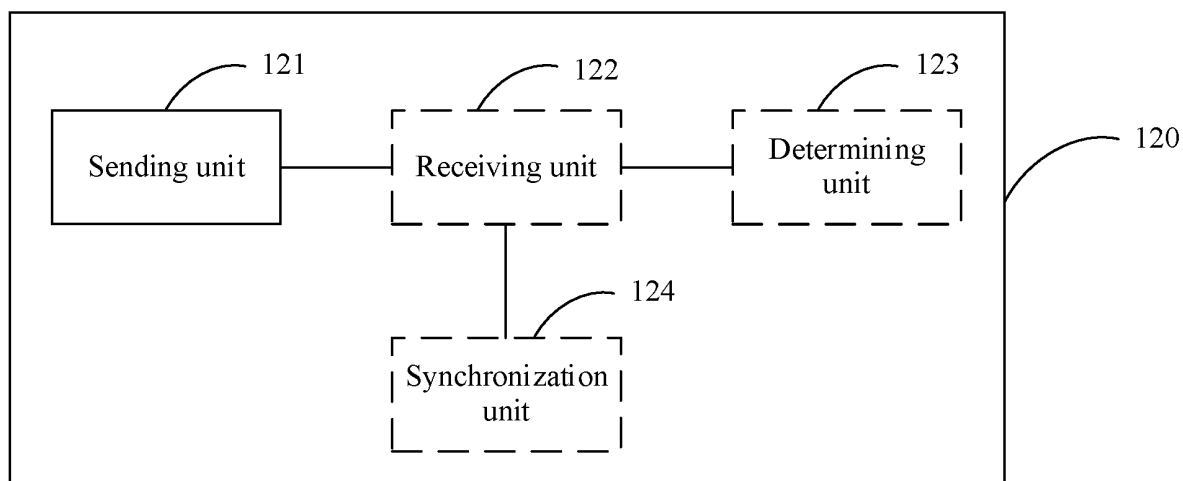 121
122
123
120
Sending unit
Receiving unit
Determining
unit
124
Synchronization
unit